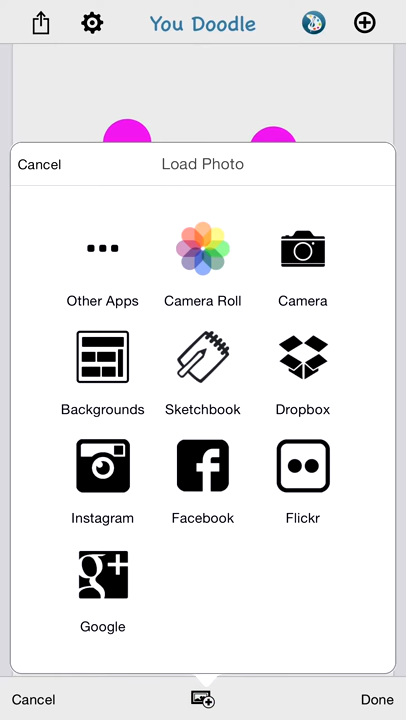 You Doodle
Cancel
Load Photo
Other Apps
Camera Roll
Camera
Backgrounds
Sketchbook
Dropbox
Instagram
Facebook
Flickr
Google
Cancel
Done